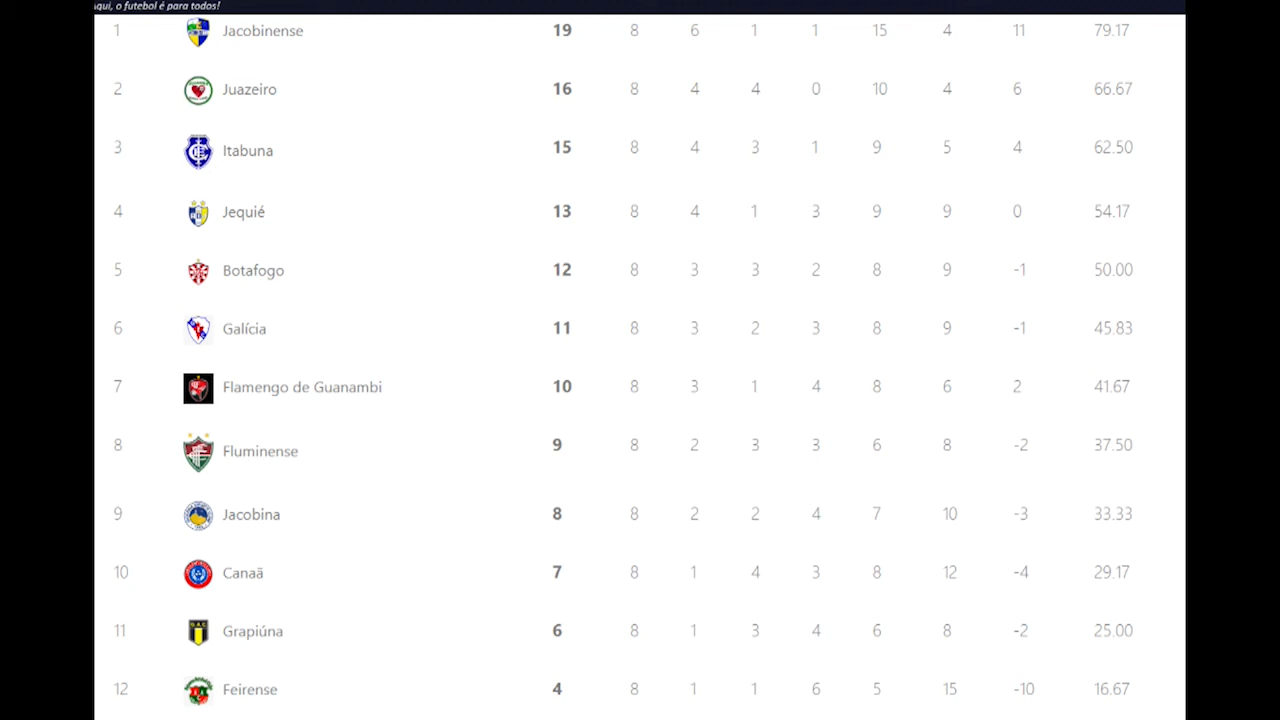 Aqui, o futebol é para todos!
1 Jacobinense 19 8 6 1 1 15 4 11 79.17
2 Juazeiro 16 8 4 4 0 10 4 6 66.67
3 Itabuna 15 8 4 3 1 9 5 4 62.50
4 Jequié 13 8 4 1 3 9 9 0 54.17
5 Botafogo 12 8 3 3 2 8 9 -1 50.00
6 Galícia 11 8 3 2 3 8 9 -1 45.83
7 Flamengo de Guanambi 10 8 3 1 4 8 6 2 41.67
8 Fluminense 9 8 2 3 3 6 8 -2 37.50
9 Jacobina 8 8 2 2 4 7 10 -3 33.33
10 Canaã 7 8 1 4 3 8 12 -4 29.17
11 Grapiúna 6 8 1 3 4 6 8 -2 25.00
12 Feirense 4 8 1 1 6 5 15 -10 16.67